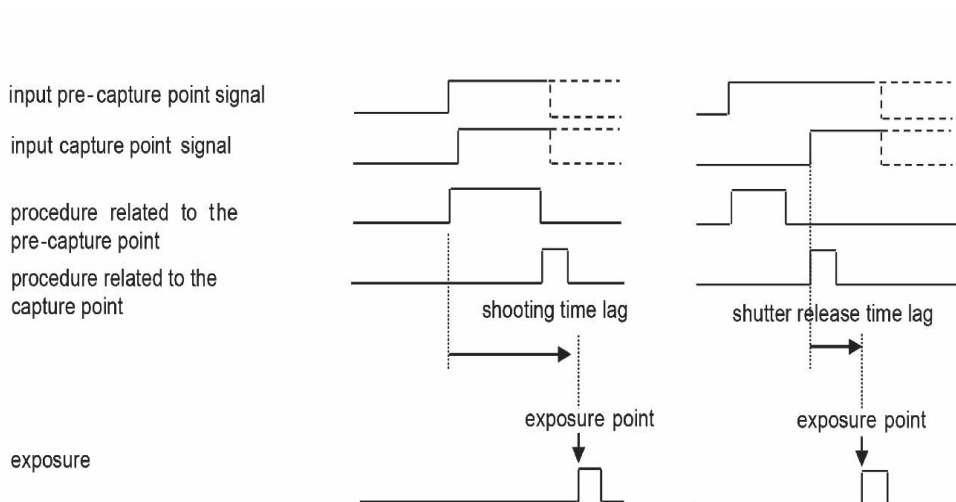 input pre-capture point signal
input capture point signal
procedure related to the
pre-capture point
procedure related to the
capture point
shooting time lag
shutter release time lag
exposure point
exposure point
exposure